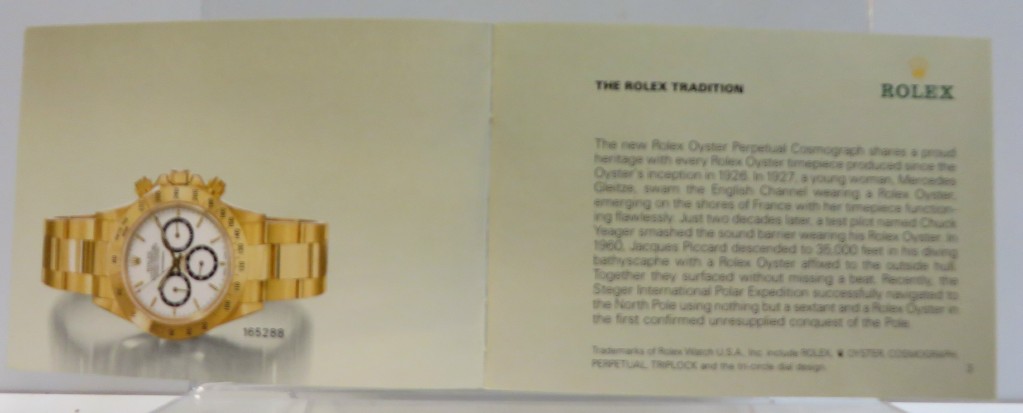 165288
THE ROLEX TRADITION
ROLEX
The new Rolex Oyster Perpetual Cosmograph shares a proud
heritage with every Rolex Oyster timepiece produced since the
Oyster's inception in 1926. In 1927, a young woman, Mercedes
Gleitze, swam the English Channel wearing a Rolex Oyster,
emerging on the shores of France with her timepiece function-
ing flawlessly. Just two decades later, a test pilot named Chuck
Yeager smashed the sound barrier wearing his Rolex Oyster. In
1960, Jacques Piccard descended to 35,000 feet in his diving
bathyscaphe with a Rolex Oyster affixed to the outside hull.
Together they surfaced without missing a beat. Recently, the
Steger International Polar Expedition successfully navigated to
the North Pole using nothing but a sextant and a Rolex Oyster in
the first confirmed unresupplied conquest of the Pole.
Trademarks of Rolex Watch U.S.A., Inc. include ROLEX, OYSTER, COSMOGRAPH,
PERPETUAL, TRIPLOCK and the tri-circle dial design.